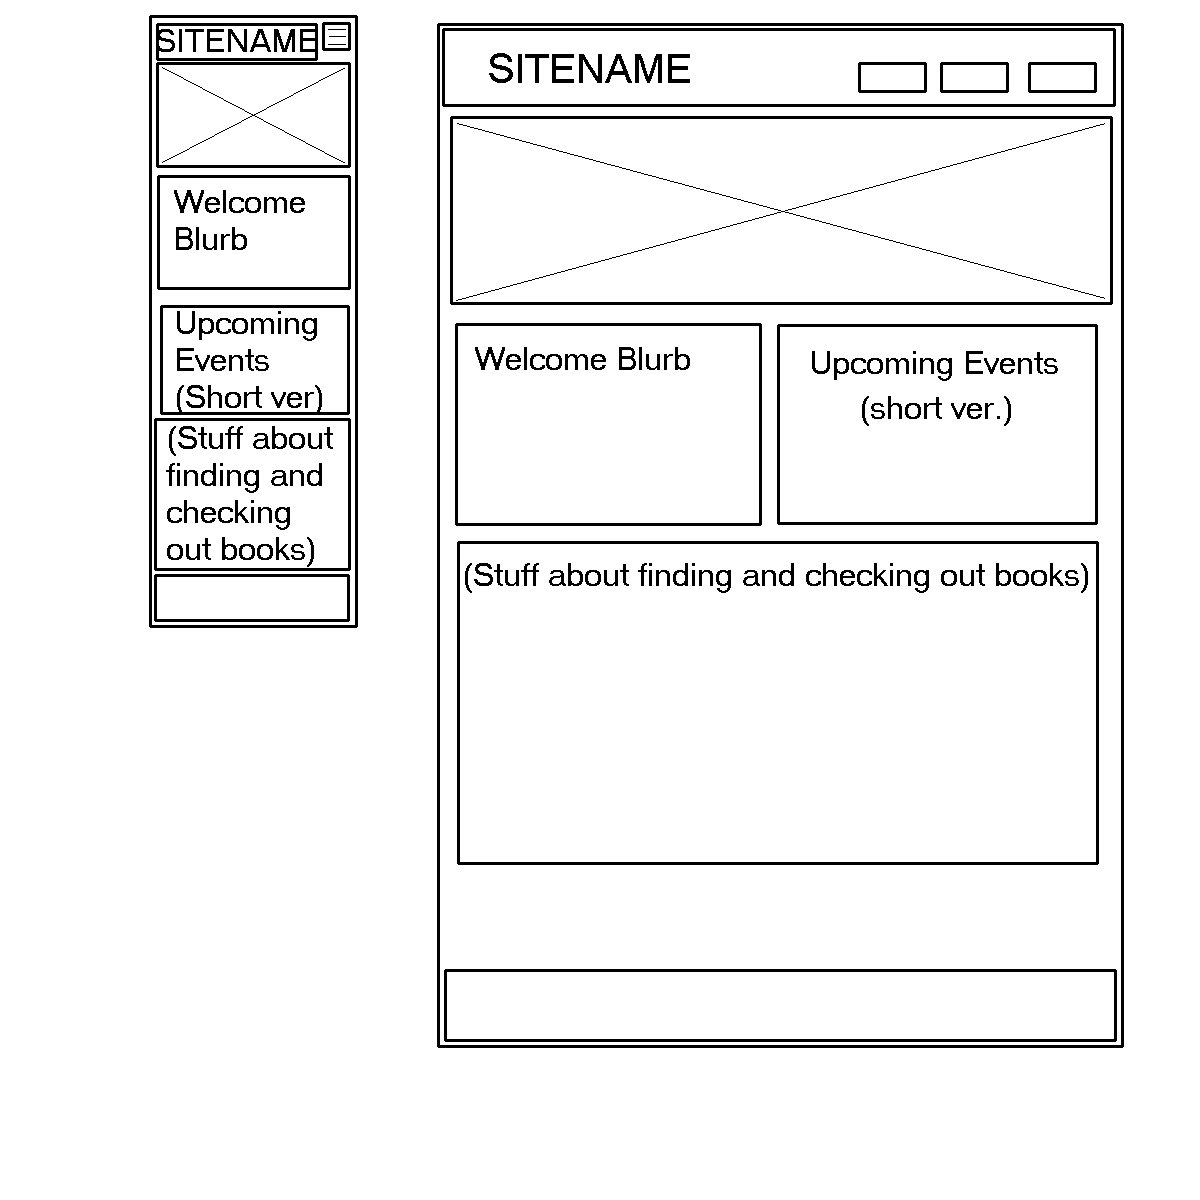 SITENAME
Welcome
Blurb
Upcoming
Events
(Short ver)
(Stuff about
finding and
checking
out books)
SITENAME
Welcome Blurb
Upcoming Events
(short ver.)
(Stuff about finding and checking out books)